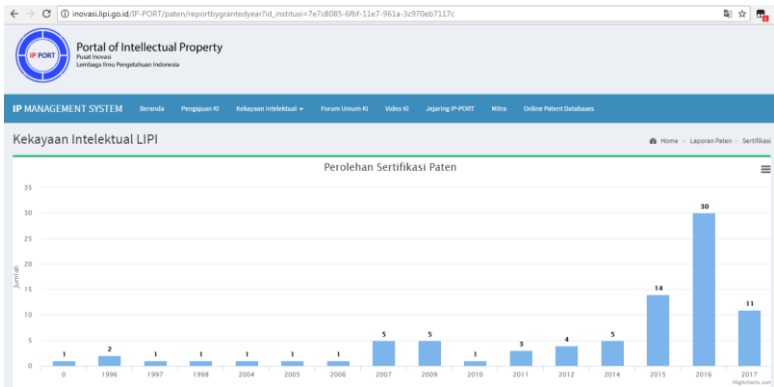 inovasi.lipi.go.id/IP-PORT/paten/reportbygrantedyear?id_institusi=7e7c8085-6fbf-11e7-961a-3c970eb7117c
IP PORT
Portal of Intellectual Property
Pusat Inovasi
Lembaga Ilmu Pengetahuan Indonesia
IP MANAGEMENT SYSTEM Beranda Pengajuan KI Kekayaan Intelektual Forum Umum KI Video KI Jejaring IP-PORT Mitra Online Patent Databases
Kekayaan Intelektual LIPI
Home - Laporan Paten - Sertifikasi
Perolehan Sertifikasi Paten
Jumlah
35
30
25
20
15
10
5
0
1 2 1 1 1 1 1 5 5 1 3 4 5 14 30 11
0 1996 1997 1998 2004 2005 2006 2007 2009 2010 2011 2012 2014 2015 2016 2017
Highcharts.com